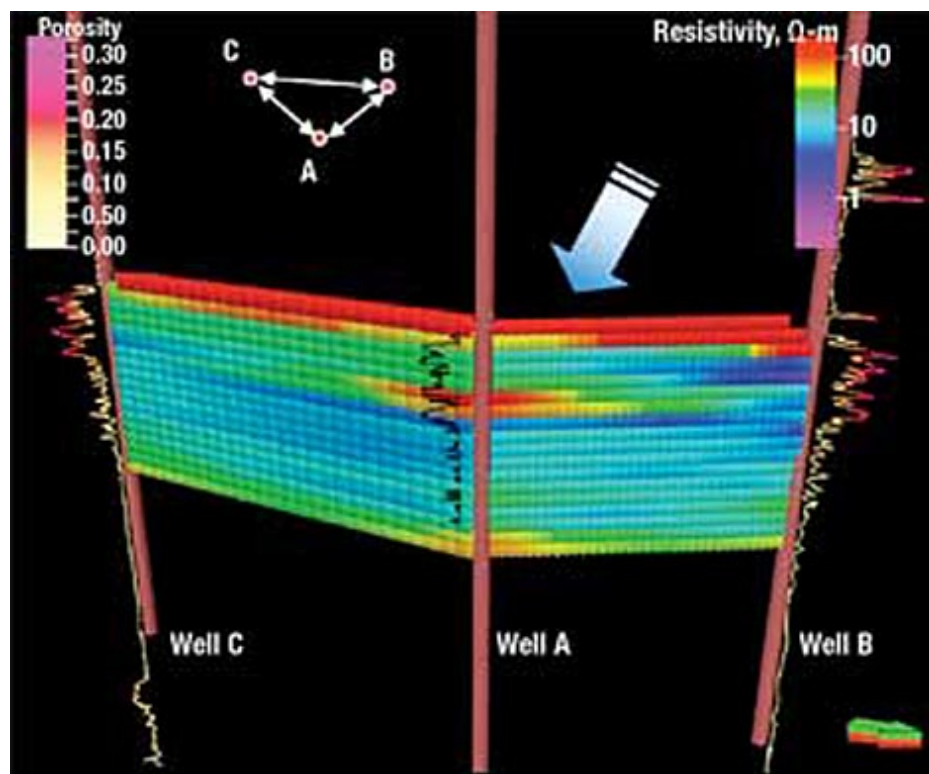 Porosity
0.30
0.25
0.20
0.15
0.10
0.50
0.00
C
B
A
Resistivity, Ω-m
100
10
1
Well C
Well A
Well B